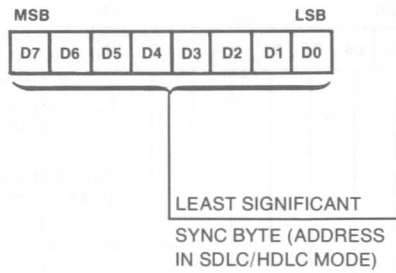 MSB LSB
D7 D6 D5 D4 D3 D2 D1 D0
LEAST SIGNIFICANT
SYNC BYTE (ADDRESS
IN SDLC/HDLC MODE)